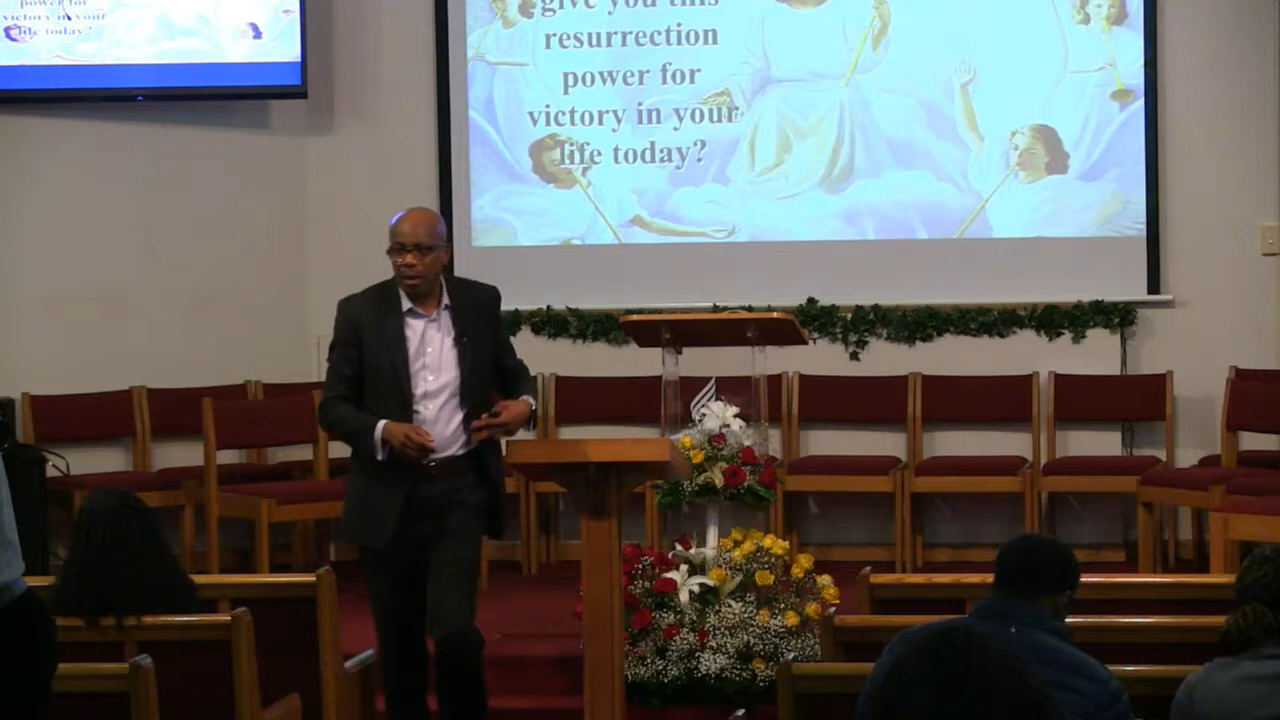 power for
victory in your
life today?
give you this
resurrection
power for
victory in your
life today?